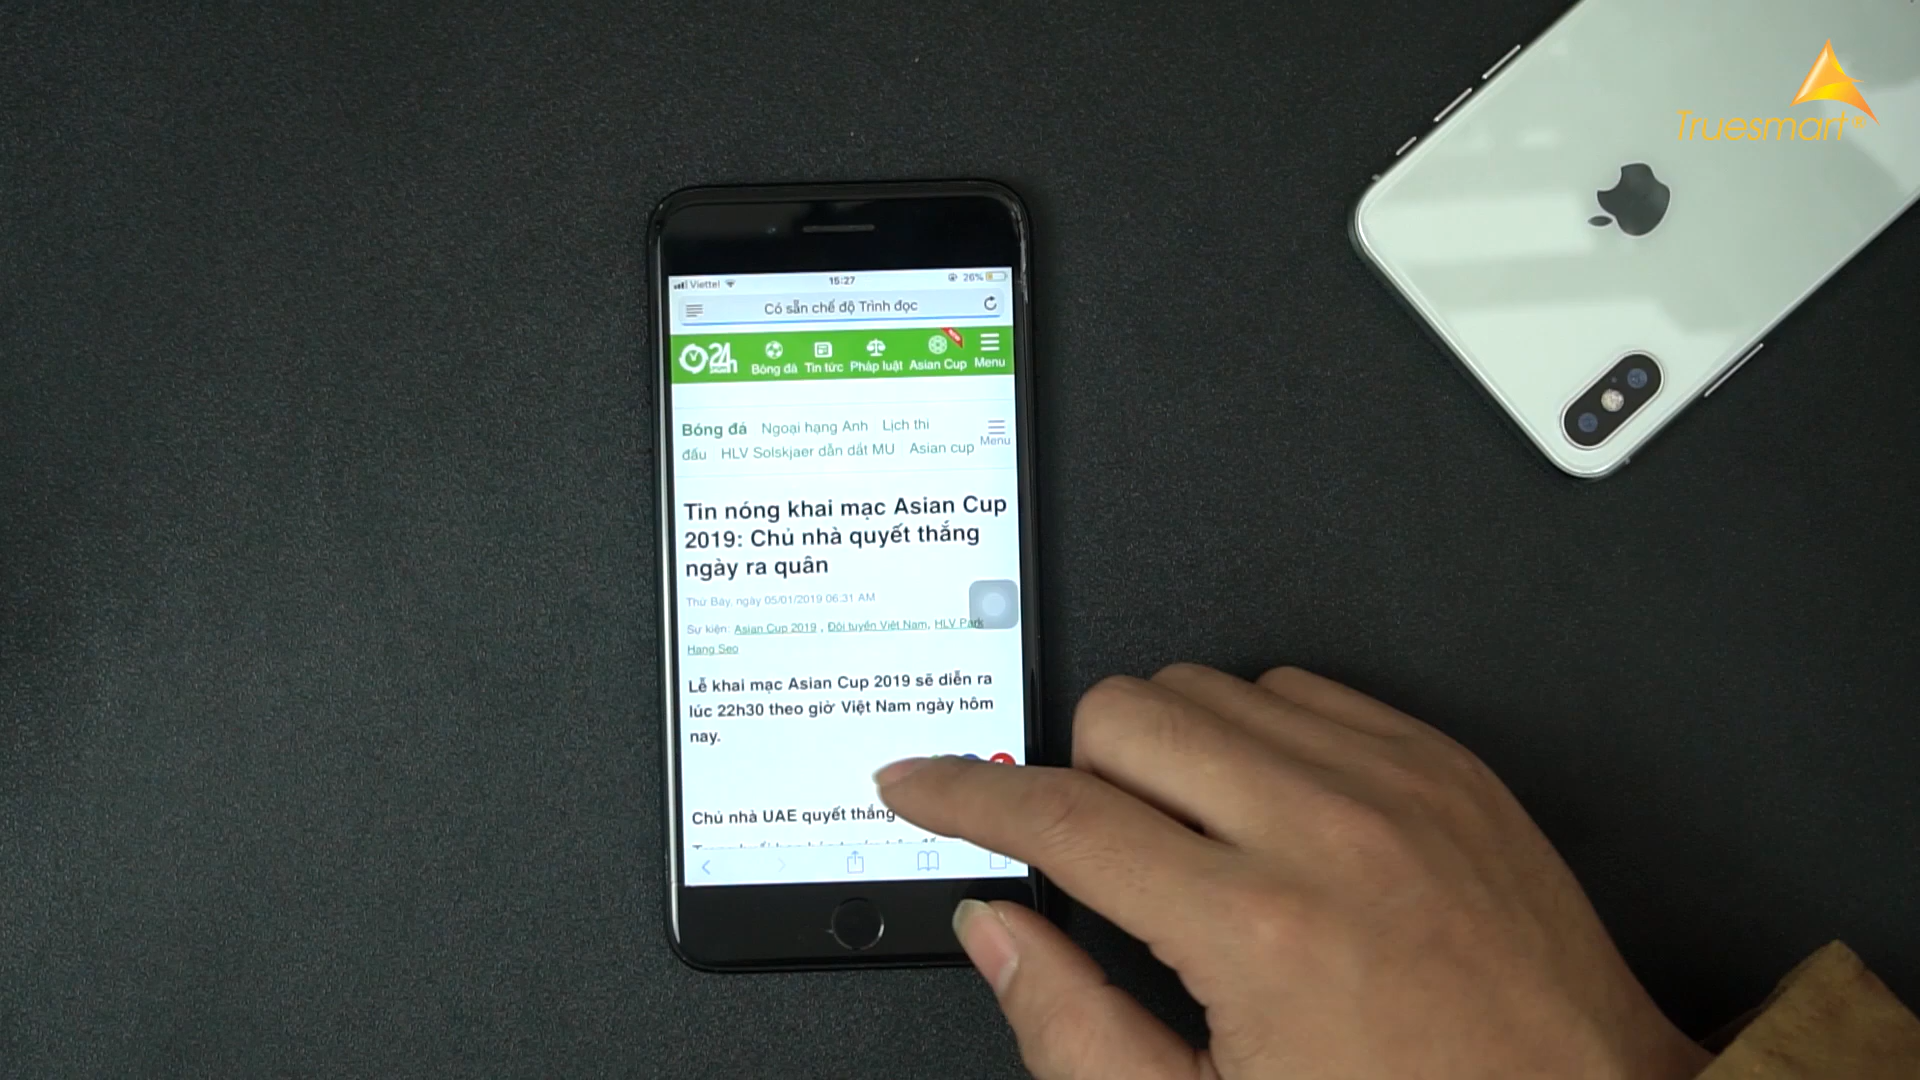 Truesmart®
Viettel 15:27 26%
Có sẵn chế độ Trình đọc
24h
Bóng đá Tin tức Pháp luật Asian Cup Menu
Bóng đá Ngoại hạng Anh Lịch thi
đấu HLV Solskjaer dẫn dắt MU Asian cup
Menu
Tin nóng khai mạc Asian Cup
2019: Chủ nhà quyết thắng
ngày ra quân
Thứ Bảy, ngày 05/01/2019 06:31 AM
Sự kiện: Asian Cup 2019 , Đội tuyển Việt Nam, HLV Park
Hang Seo
Lễ khai mạc Asian Cup 2019 sẽ diễn ra
lúc 22h30 theo giờ Việt Nam ngày hôm
nay.
Chủ nhà UAE quyết thắng